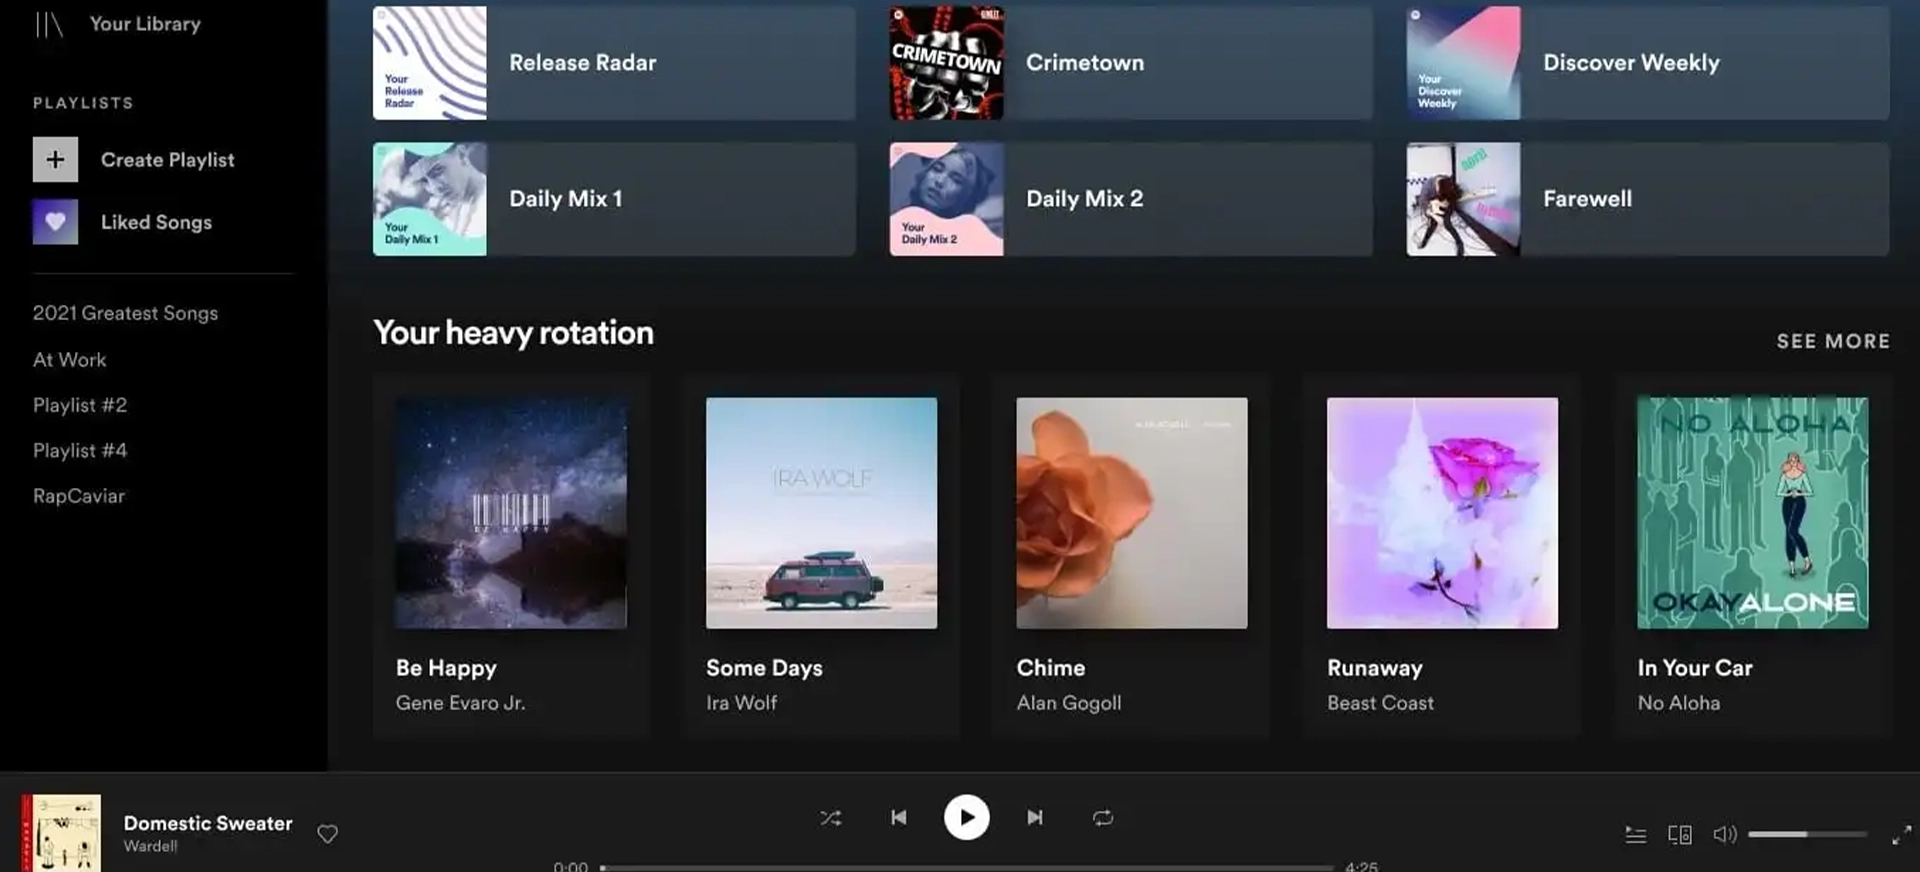 Your Library
PLAYLISTS
Create Playlist
Liked Songs
2021 Greatest Songs
At Work
Playlist #2
Playlist #4
RapCaviar
Your
Release
Radar
Release Radar
CRIMETOWN
Crimetown
Your
Discover
Weekly
Discover Weekly
Your
Daily Mix 1
Daily Mix 1
Your
Daily Mix 2
Daily Mix 2
april
Farewell
Your heavy rotation
SEE MORE
BE HAPPY
Be Happy
Gene Evaro Jr.
IRA WOLF
Some Days
Ira Wolf
Chime
Alan Gogoll
Runaway
Beast Coast
NO ALOHA
OKAYALONE
In Your Car
No Aloha
Domestic Sweater
Wardell
0:00
4:25